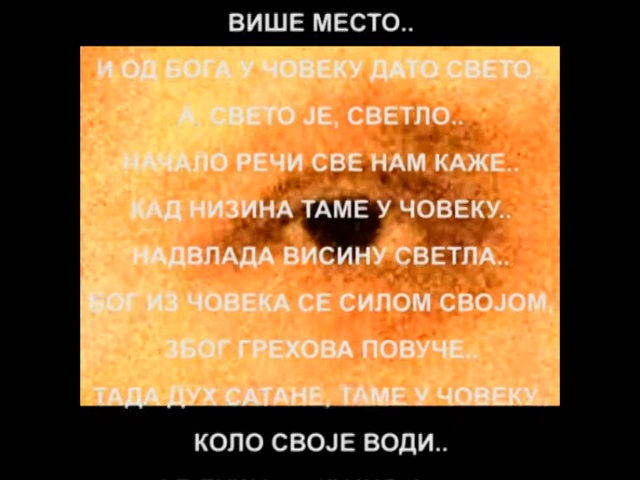 ВИШЕ МЕСТО..
И ОД БОГА У ЧОВЕКУ ДАТО СВЕТО..
А, СВЕТО ЈЕ, СВЕТЛО..
НАЧАЛО РЕЧИ СВЕ НАМ КАЖЕ..
КАД НИЗИНА ТАМЕ У ЧОВЕКУ..
НАДВЛАДА ВИСИНУ СВЕТЛА..
БОГ ИЗ ЧОВЕКА СЕ СИЛОМ СВОЈОМ,
ЗБОГ ГРЕХОВА ПОВУЧЕ..
ТАДА ДУХ САТАНЕ, ТАМЕ У ЧОВЕКУ..
КОЛО СВОЈЕ ВОДИ..